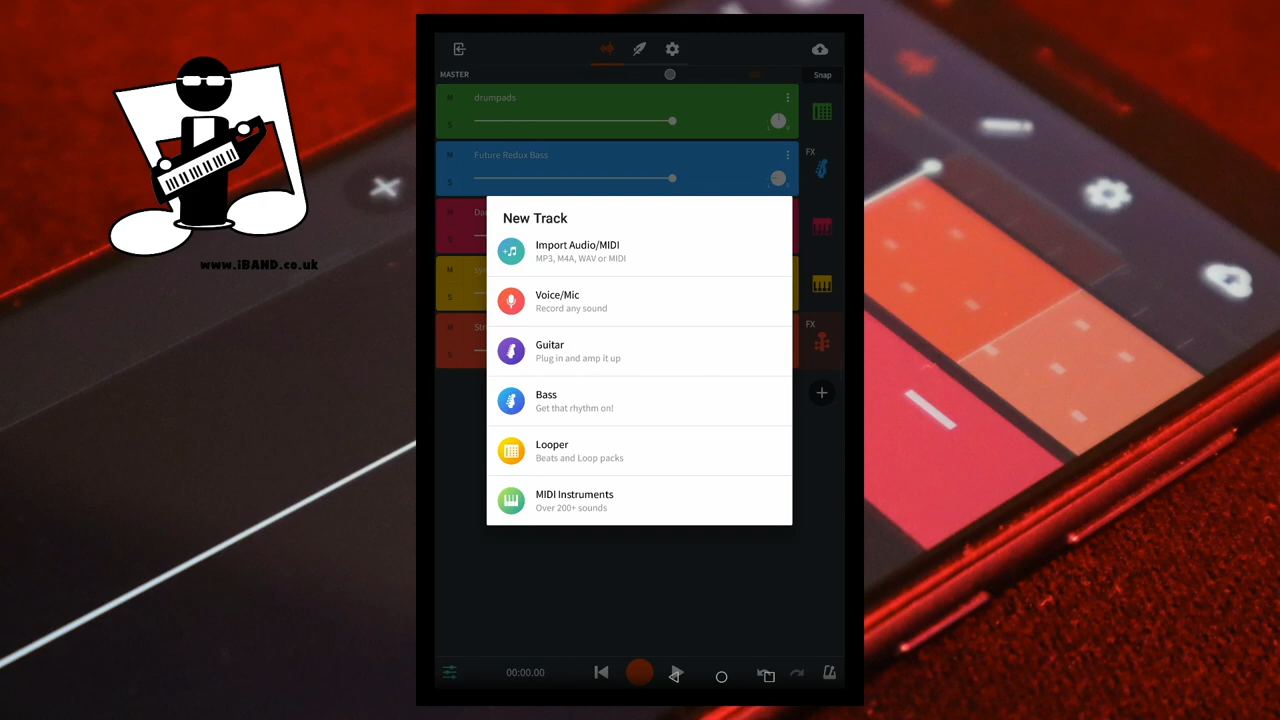 www.iBAND.co.uk
MASTER
Snap
M
drumpads
S
L R
FX
M
Future Redux Bass
S
L R
S
M
S
FX
M
S
New Track
Import Audio/MIDI
MP3, M4A, WAV or MIDI
Voice/Mic
Record any sound
Guitar
Plug in and amp it up
Bass
Get that rhythm on!
Looper
Beats and Loop packs
MIDI Instruments
Over 200+ sounds
00:00.00